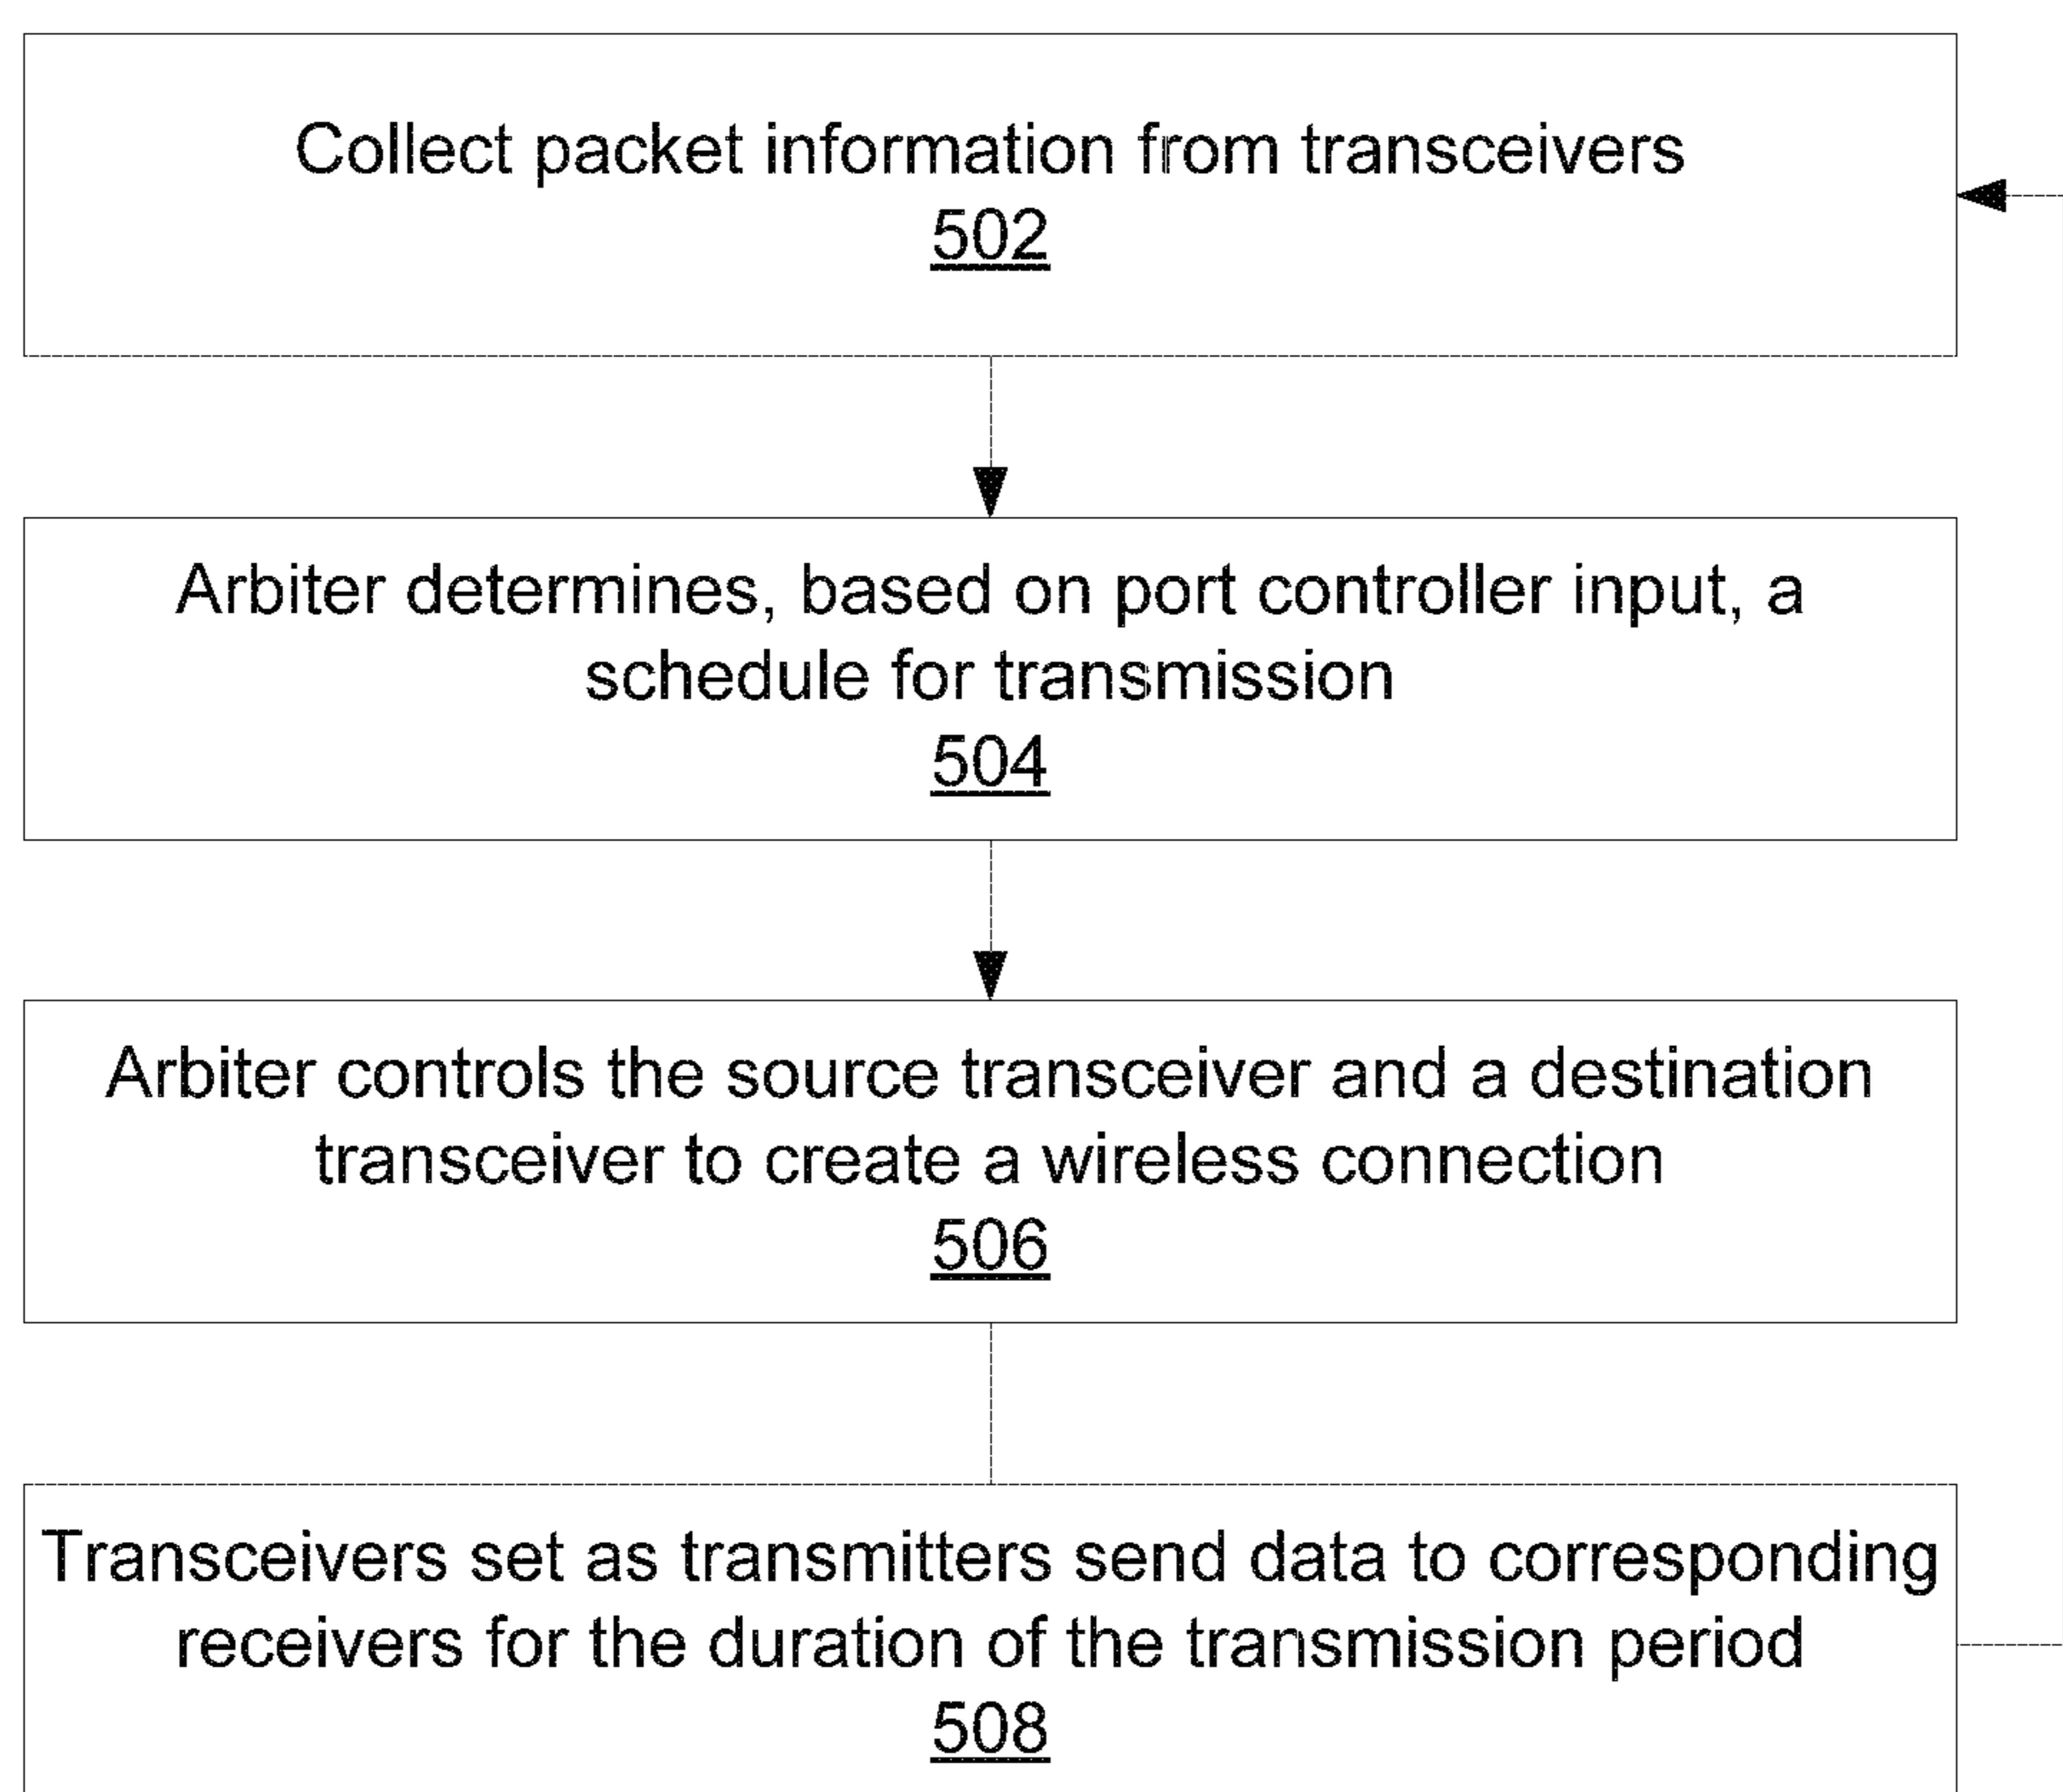 Collect packet information from transceivers
502
Arbiter determines, based on port controller input, a
schedule for transmission
504
Arbiter controls the source transceiver and a destination
transceiver to create a wireless connection
506
Transceivers set as transmitters send data to corresponding
receivers for the duration of the transmission period
508